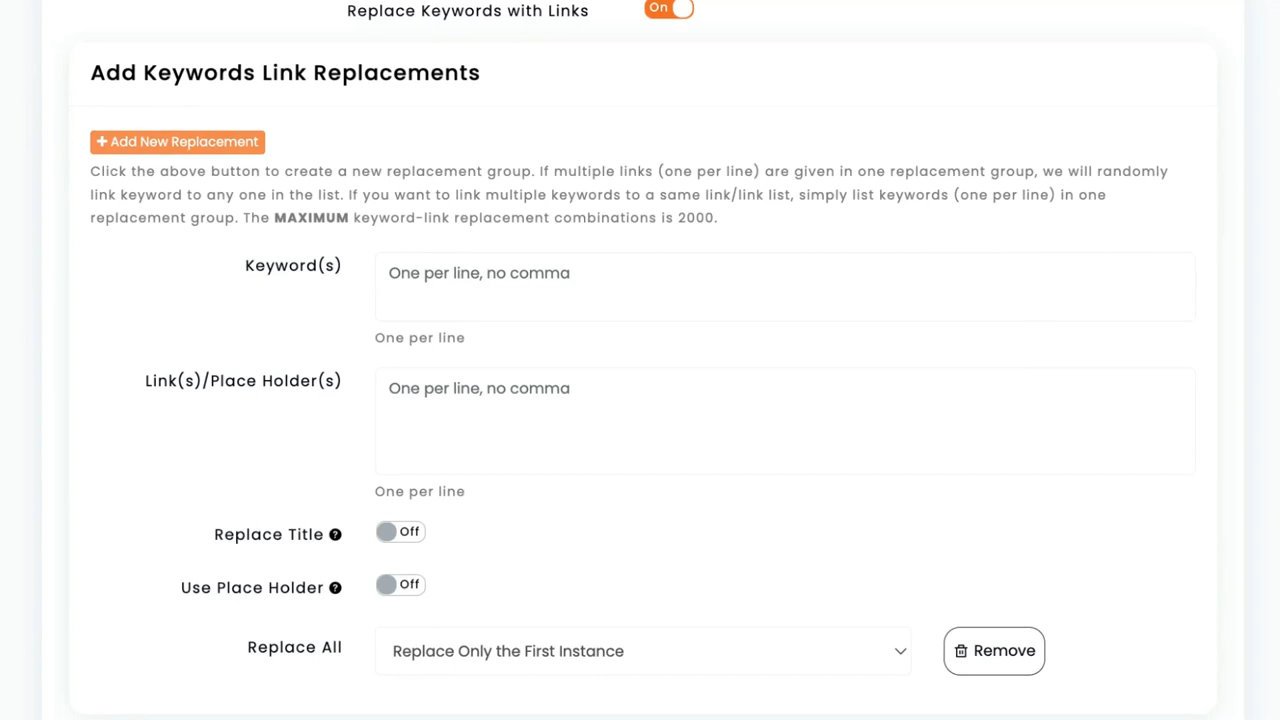 Replace Keywords with Links On
Add Keywords Link Replacements
+ Add New Replacement
Click the above button to create a new replacement group. If multiple links (one per line) are given in one replacement group, we will randomly
link keyword to any one in the list. If you want to link multiple keywords to a same link/link list, simply list keywords (one per line) in one
replacement group. The MAXIMUM keyword-link replacement combinations is 2000.
Keyword(s)
One per line, no comma
One per line
Link(s)/Place Holder(s)
One per line, no comma
One per line
Replace Title ? Off
Use Place Holder ? Off
Replace All
Replace Only the First Instance
Remove